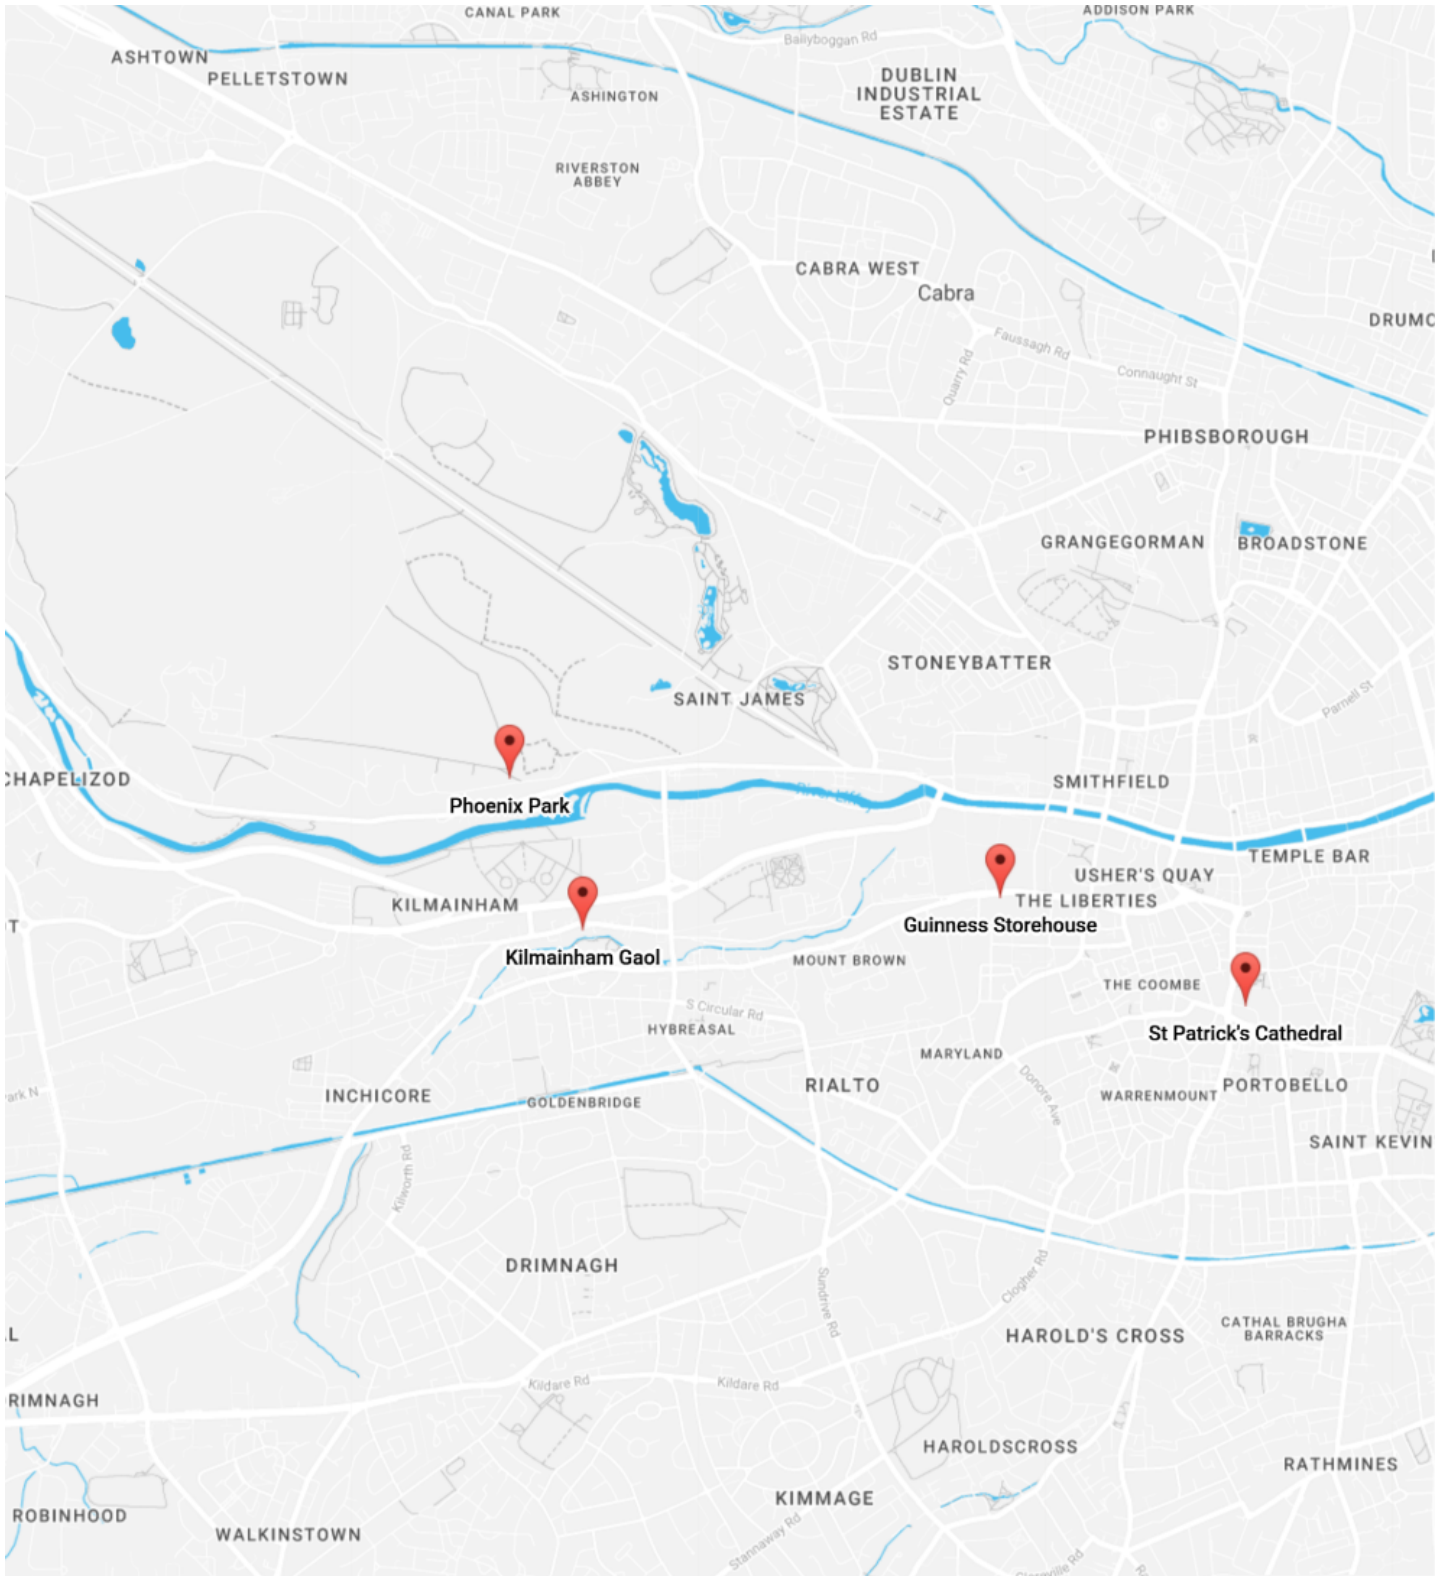 CANAL PARK
ADDISON PARK
Ballyboggan Rd
ASHTOWN
PELLETSTOWN
DUBLIN
INDUSTRIAL
ESTATE
ASHINGTON
RIVERSTON
ABBEY
CABRA WEST
Cabra
DRUMC
Faussagh Rd
Quarry Rd
Connaught St
PHIBSBOROUGH
GRANGEGORMAN
BROADSTONE
STONEYBATTER
SAINT JAMES
Parnell St
CHAPELIZOD
SMITHFIELD
River Liffey
Phoenix Park
TEMPLE BAR
USHER'S QUAY
THE LIBERTIES
KILMAINHAM
Guinness Storehouse
T
Kilmainham Gaol
MOUNT BROWN
THE COOMBE
S Circular Rd
HYBREASAL
St Patrick's Cathedral
MARYLAND
RIALTO
PORTOBELLO
INCHICORE
GOLDENBRIDGE
WARRENMOUNT
Donore Ave
ark N
SAINT KEVIN
Kilworth Rd
DRIMNAGH
Clogher Rd
Sundrive Rd
CATHAL BRUGHA
BARRACKS
HAROLD'S CROSS
L
Kildare Rd
Kildare Rd
RIMNAGH
HAROLDSCROSS
RATHMINES
KIMMAGE
ROBINHOOD
WALKINSTOWN
Stannaway Rd